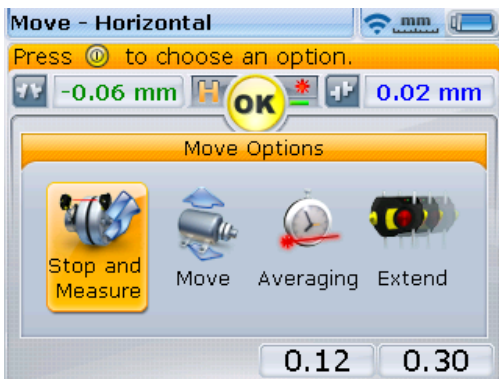 Move - Horizontal mm
Press to choose an option.
-0.06 mm H OK 0.02 mm
Move Options
Stop and Measure
Move
Averaging
Extend
0.12 0.30